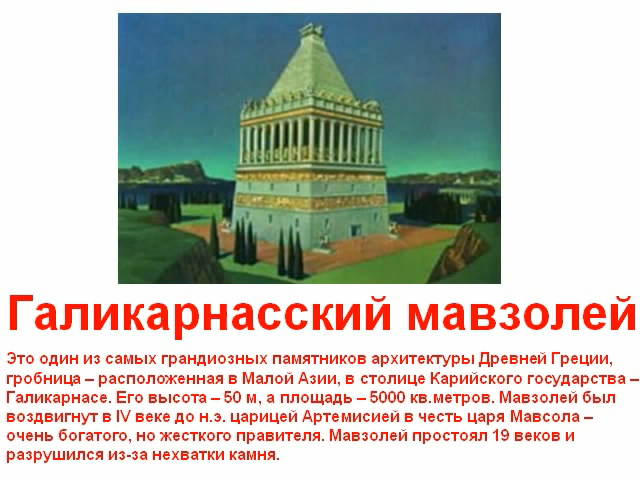 Галикарнасский мавзолей
Это один из самых грандиозных памятников архитектуры Древней Греции,
гробница – расположенная в Малой Азии, в столице Карийского государства –
Галикарнасе. Его высота – 50 м, а площадь – 5000 кв.метров. Мавзолей был
воздвигнут в IV веке до н.э. царицей Артемисией в честь царя Мавсола –
очень богатого, но жесткого правителя. Мавзолей простоял 19 веков и
разрушился из-за нехватки камня.